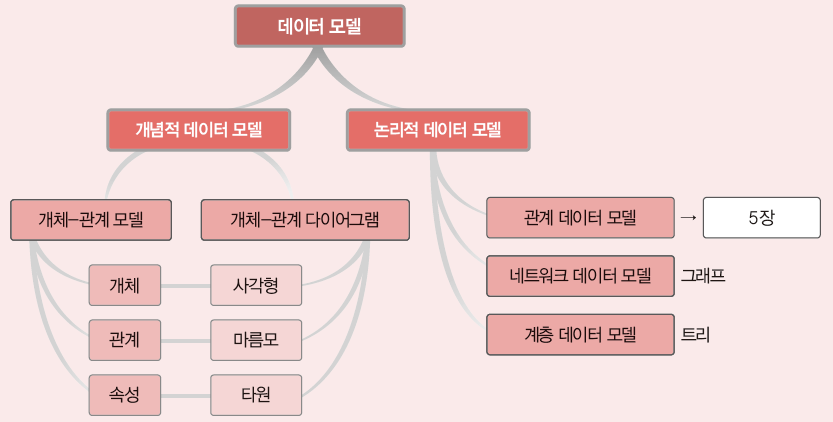 데이터 모델
개념적 데이터 모델
논리적 데이터 모델
개체-관계 모델
개체-관계 다이어그램
개체
사각형
관계
마름모
속성
타원
관계 데이터 모델 → 5장
네트워크 데이터 모델 그래프
계층 데이터 모델 트리